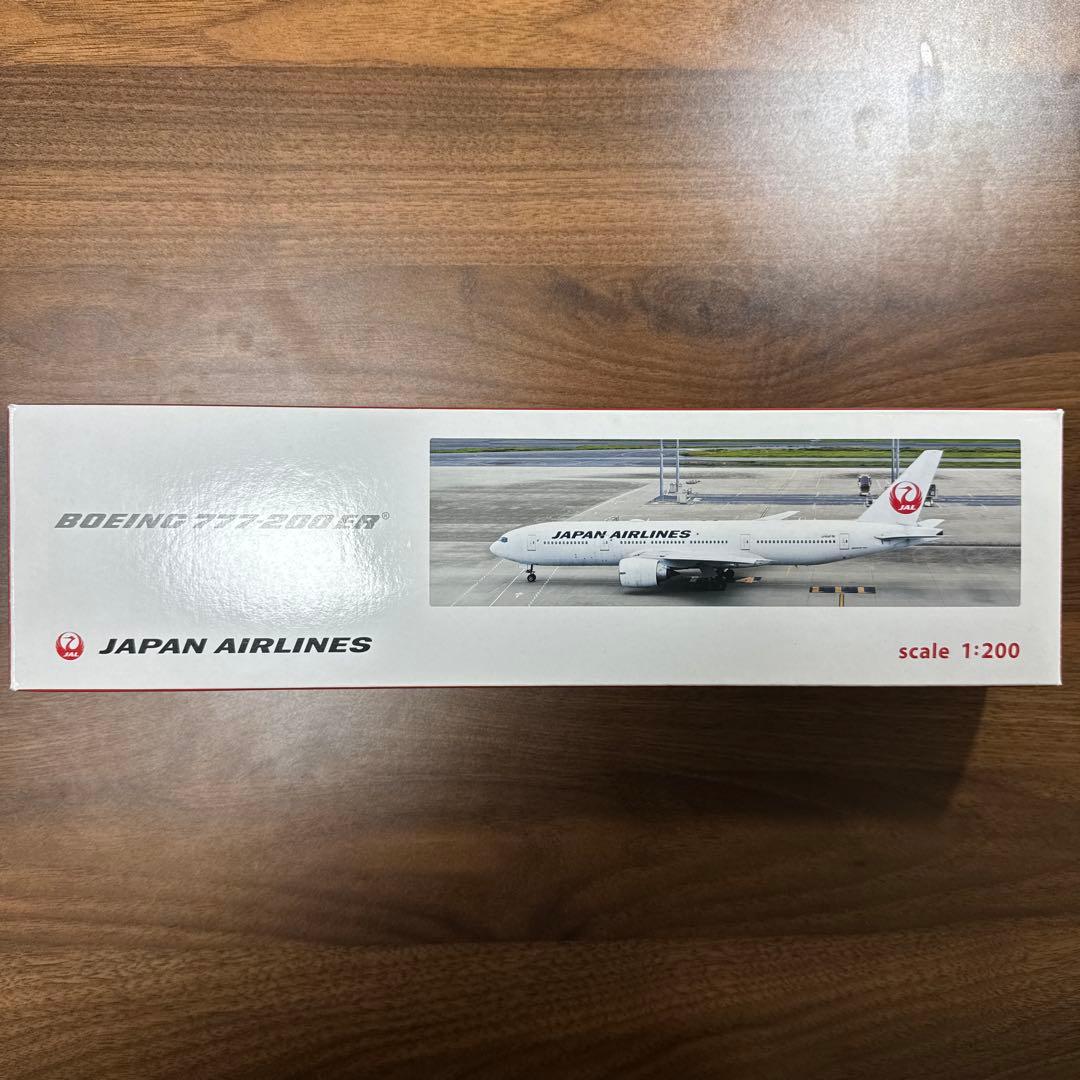 BOEING 777-200ER®
JAPAN AIRLINES
JAL
JAL
JAPAN AIRLINES
scale 1:200